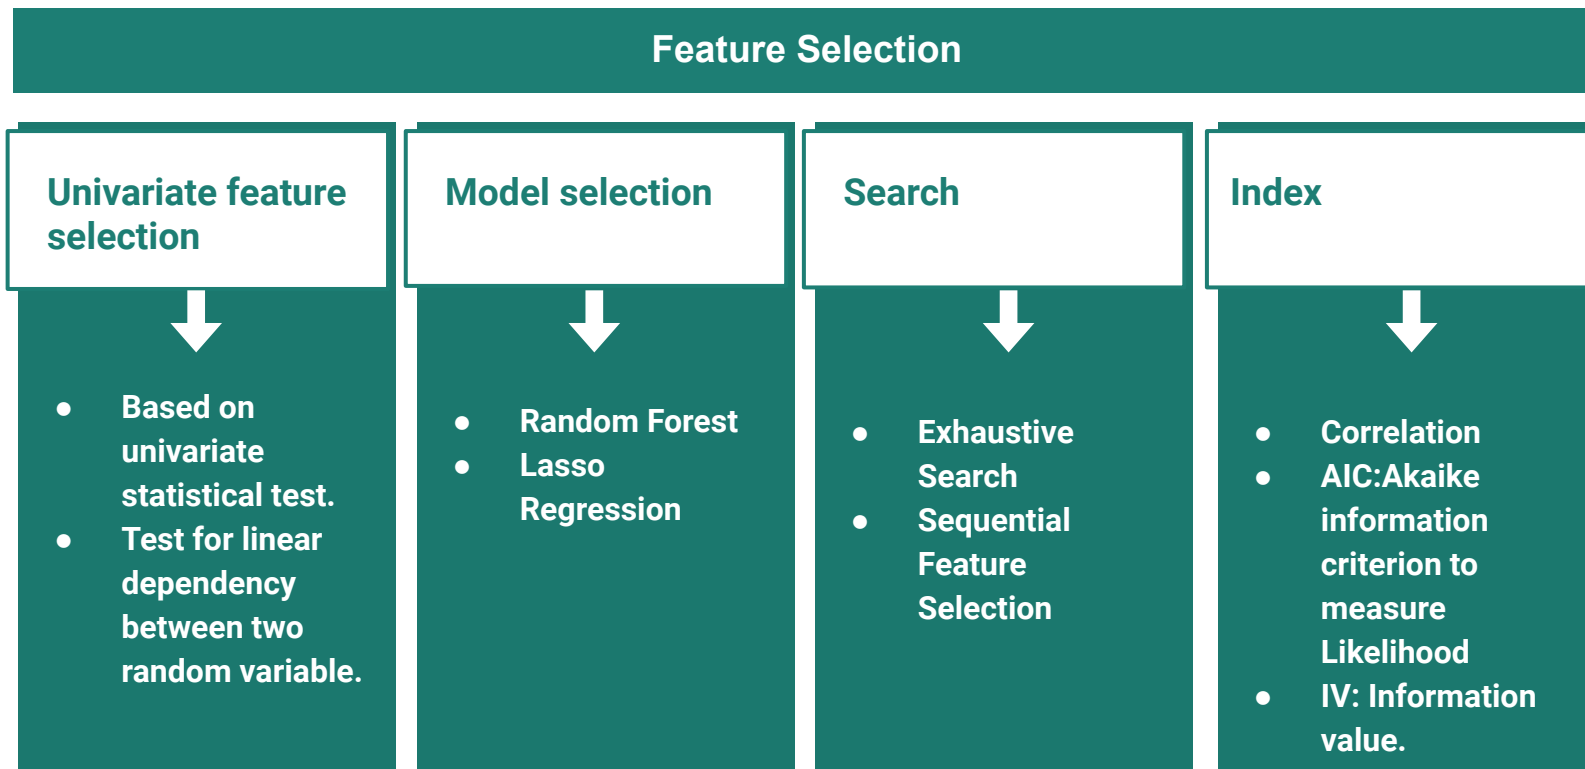 Feature Selection
Univariate feature
selection
● Based on
univariate
statistical test.
● Test for linear
dependency
between two
random variable.
Model selection
● Random Forest
● Lasso
Regression
Search
● Exhaustive
Search
● Sequential
Feature
Selection
Index
● Correlation
● AIC:Akaike
information
criterion to
measure
Likelihood
● IV: Information
value.